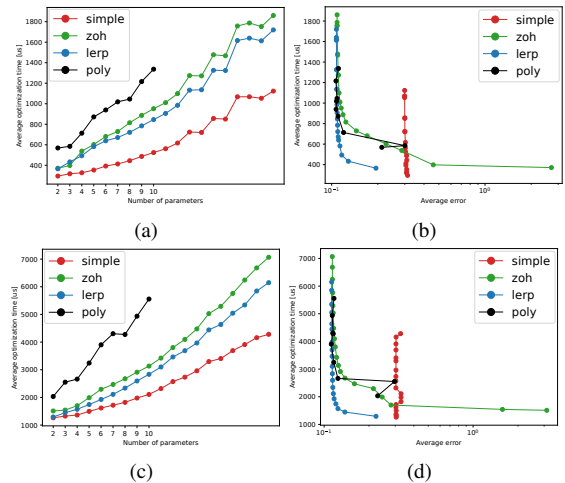 simple
zoh
lerp
poly
1800
1600
1400
1200
1000
800
600
400
Average optimization time [us]
2 3 4 5 6 7 8 9 10
Number of parameters
(a)
simple
zoh
lerp
poly
1800
1600
1400
1200
1000
800
600
400
Average optimization time [us]
10⁻¹ 10⁰
Average error
(b)
simple
zoh
lerp
poly
7000
6000
5000
4000
3000
2000
1000
Average optimization time [us]
2 3 4 5 6 7 8 9 10
Number of parameters
(c)
simple
zoh
lerp
poly
7000
6000
5000
4000
3000
2000
1000
Average optimization time [us]
10⁻¹ 10⁰
Average error
(d)